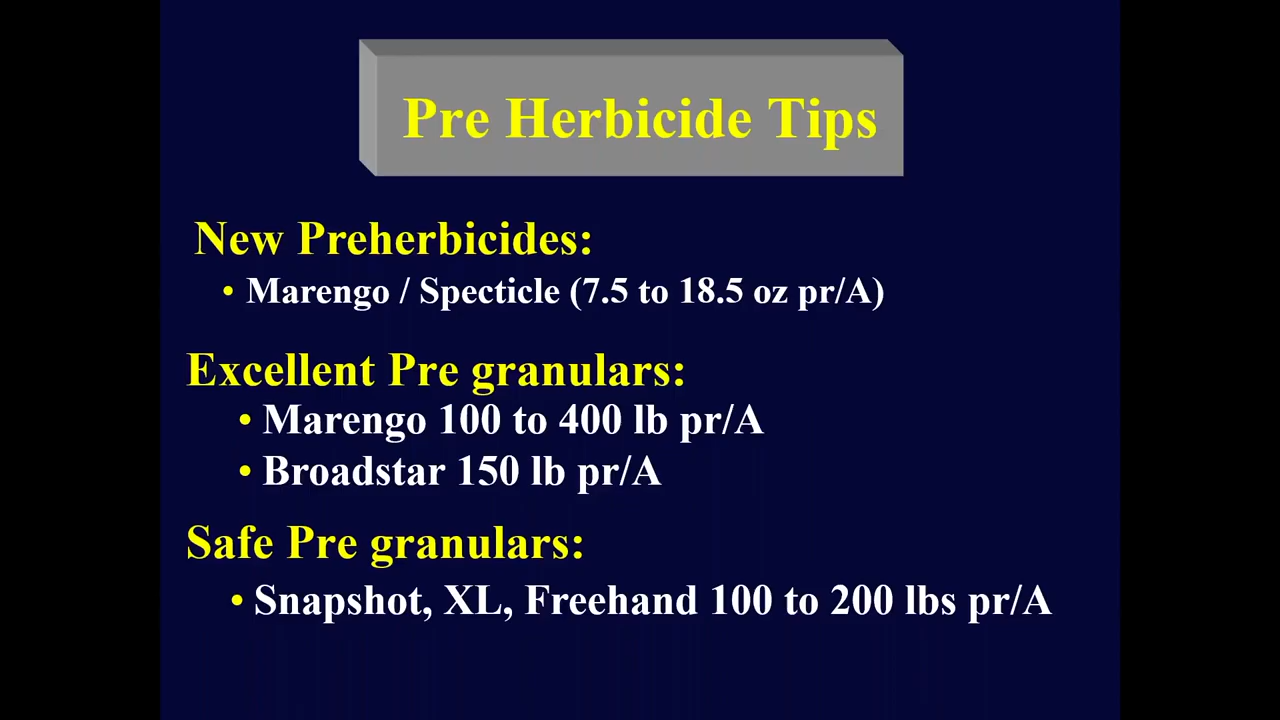 Pre Herbicide Tips
New Preherbicides:
• Marengo / Specticle (7.5 to 18.5 oz pr/A)
Excellent Pre granulars:
• Marengo 100 to 400 lb pr/A
• Broadstar 150 lb pr/A
Safe Pre granulars:
• Snapshot, XL, Freehand 100 to 200 lbs pr/A